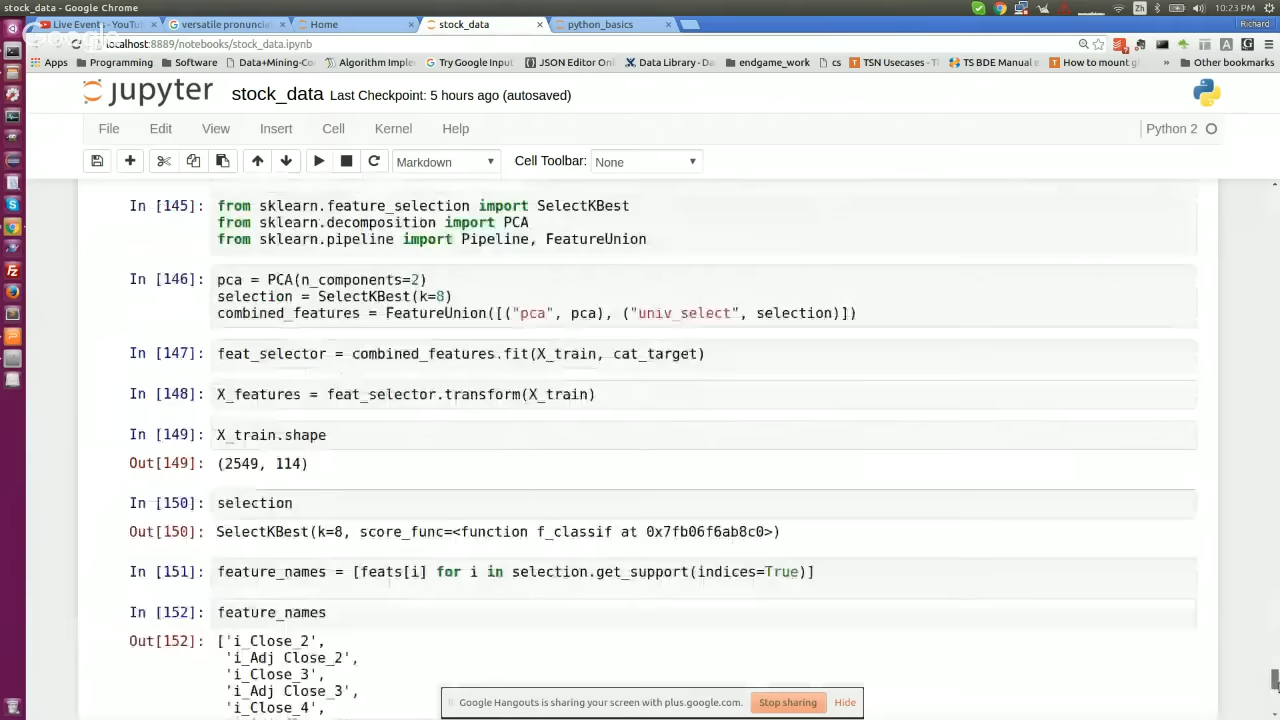 stock_data - Google Chrome
10:23 PM
Live Events - YouTub
versatile pronuncia
Home
stock_data
python_basics
Richard
localhost:8889/notebooks/stock_data.ipynb
Apps
Programming
Software
Data+Mining-Co
Algorithm Imple
Try Google Input
JSON Editor Onl
Data Library - Da
endgame_work
cs
TSN Usecases - T
TS BDE Manual e
How to mount g
»
Other bookmarks
Google
jupyter
stock_data
Last Checkpoint: 5 hours ago (autosaved)
File Edit View Insert Cell Kernel Help
Python 2
Markdown
Cell Toolbar:
None
In [145]: from sklearn.feature_selection import SelectKBest
from sklearn.decomposition import PCA
from sklearn.pipeline import Pipeline, FeatureUnion
In [146]: pca = PCA(n_components=2)
selection = SelectKBest(k=8)
combined_features = FeatureUnion([("pca", pca), ("univ_select", selection)])
In [147]: feat_selector = combined_features.fit(X_train, cat_target)
In [148]: X_features = feat_selector.transform(X_train)
In [149]: X_train.shape
Out[149]: (2549, 114)
In [150]: selection
Out[150]: SelectKBest(k=8, score_func=<function f_classif at 0x7fb06f6ab8c0>)
In [151]: feature_names = [feats[i] for i in selection.get_support(indices=True)]
In [152]: feature_names
Out[152]: ['i_Close_2',
'i_Adj Close_2',
'i_Close_3',
'i_Adj Close_3',
'i_Close_4',
Google Hangouts is sharing your screen with plus.google.com.
Stop sharing
Hide